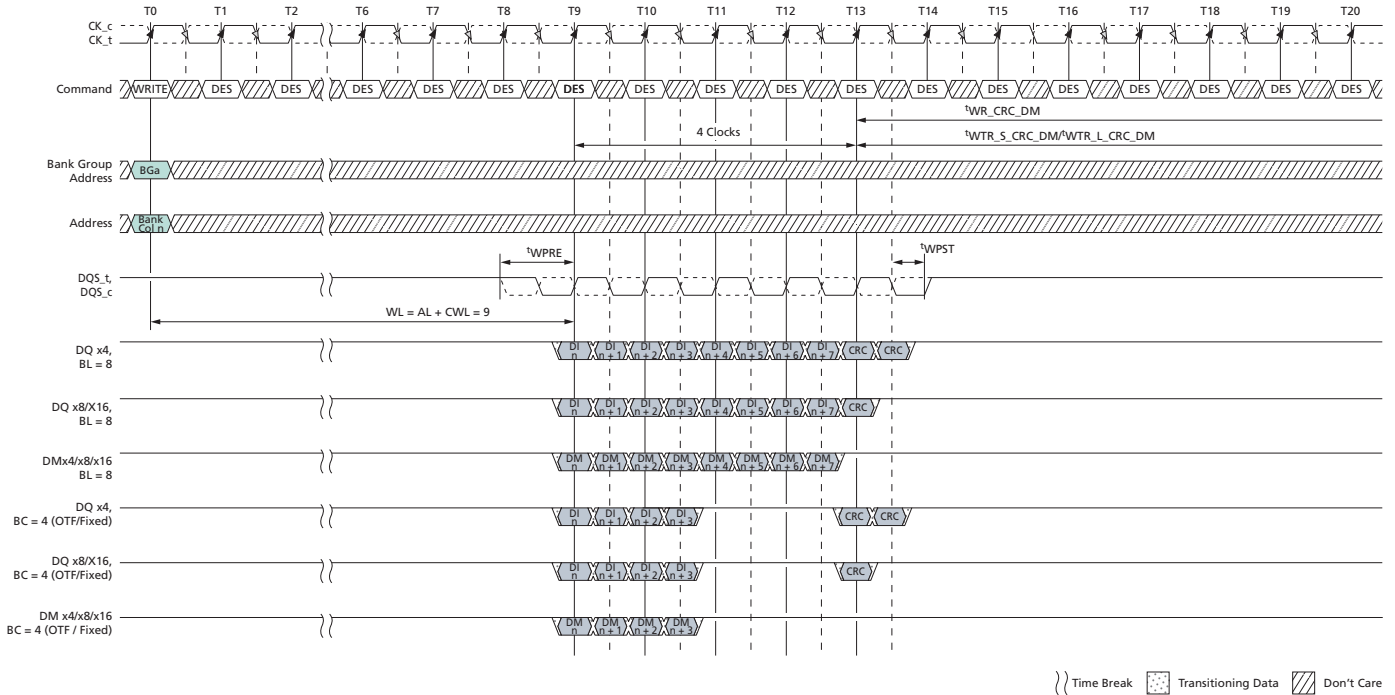 T0 T1 T2 T6 T7 T8 T9 T10 T11 T12 T13 T14 T15 T16 T17 T18 T19 T20
CK_c
CK_t
Command WRITE DES DES DES DES DES DES DES DES DES DES DES DES DES DES DES DES DES
tWR_CRC_DM
4 Clocks
tWTR_S_CRC_DM/tWTR_L_CRC_DM
Bank Group
Address
BGa
Address
Bank
Col n
tWPRE
tWPST
DQS_t,
DQS_c
WL = AL + CWL = 9
DQ x4,
BL = 8
DI DI DI DI DI DI DI DI CRC CRC
n n + 1 n + 2 n + 3 n + 4 n + 5 n + 6 n + 7
DQ x8/X16,
BL = 8
DI DI DI DI DI DI DI DI CRC
n n + 1 n + 2 n + 3 n + 4 n + 5 n + 6 n + 7
DMx4/x8/x16
BL = 8
DM DM DM DM DM DM DM DM
n n + 1 n + 2 n + 3 n + 4 n + 5 n + 6 n + 7
DQ x4,
BC = 4 (OTF/Fixed)
DI DI DI DI CRC CRC
n n + 1 n + 2 n + 3
DQ x8/X16,
BC = 4 (OTF/Fixed)
DI DI DI DI CRC
n n + 1 n + 2 n + 3
DM x4/x8/x16
BC = 4 (OTF / Fixed)
DM DM DM DM
n n + 1 n + 2 n + 3
Time Break Transitioning Data Don't Care